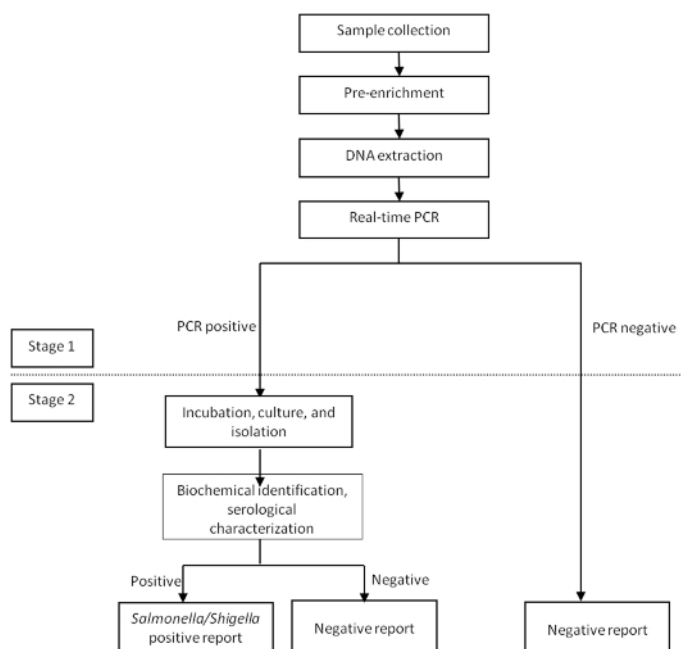 Sample collection
Pre-enrichment
DNA extraction
Real-time PCR
PCR positive
PCR negative
Stage 1
Stage 2
Incubation, culture, and
isolation
Biochemical identification,
serological
characterization
Positive
Negative
Salmonella/Shigella
positive report
Negative report
Negative report